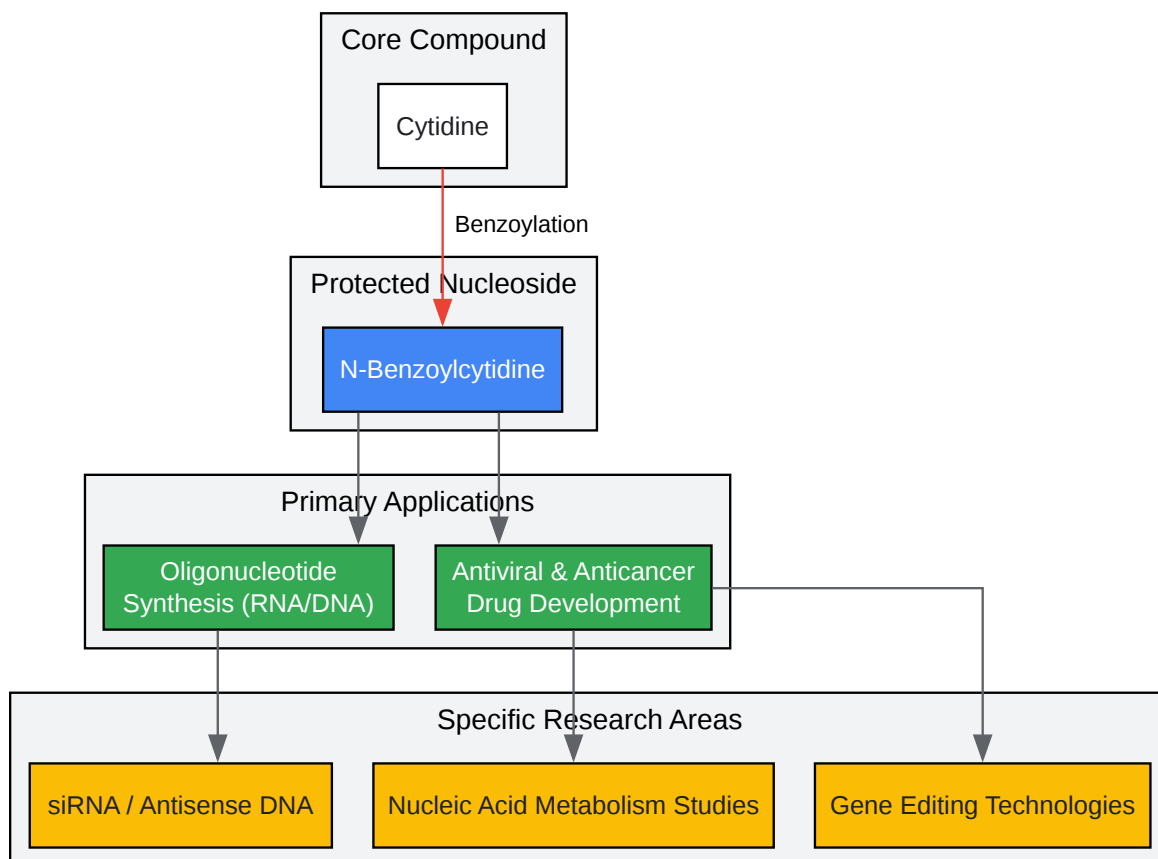 Core Compound
Cytidine
Benzoylation
Protected Nucleoside
N-Benzoylcytidine
Primary Applications
Oligonucleotide
Synthesis (RNA/DNA)
Antiviral & Anticancer
Drug Development
Specific Research Areas
siRNA / Antisense DNA
Nucleic Acid Metabolism Studies
Gene Editing Technologies